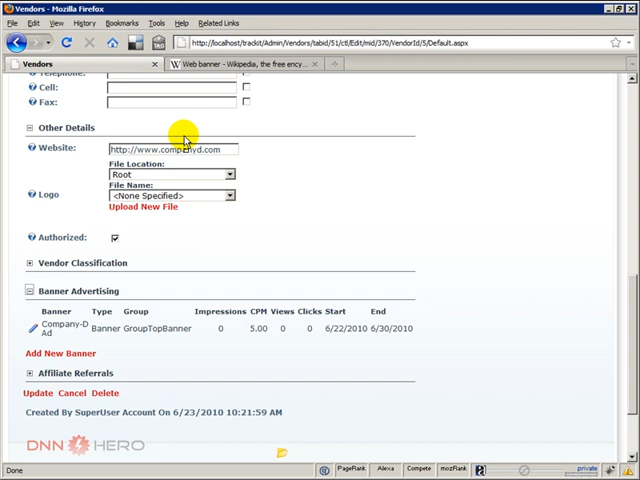 Vendors - Mozilla Firefox
File Edit View History Bookmarks Tools Help Related Links
http://localhost/trackit/Admin/Vendors/tabid/51/ctl/Edit/mid/370/VendorId/5/Default.aspx
Vendors
Web banner - Wikipedia, the free ency...
Telephone:
Cell:
Fax:
Other Details
Website:
http://www.companyd.com
File Location:
Root
File Name:
Logo
<None Specified>
Upload New File
Authorized:
Vendor Classification
Banner Advertising
Banner Type Group Impressions CPM Views Clicks Start End
Company-D Ad Banner GroupTopBanner 0 5.00 0 0 6/22/2010 6/30/2010
Add New Banner
Affiliate Referrals
Update Cancel Delete
Created By SuperUser Account On 6/23/2010 10:21:59 AM
DNN HERO
Done
PageRank Alexa Compete mozRank private